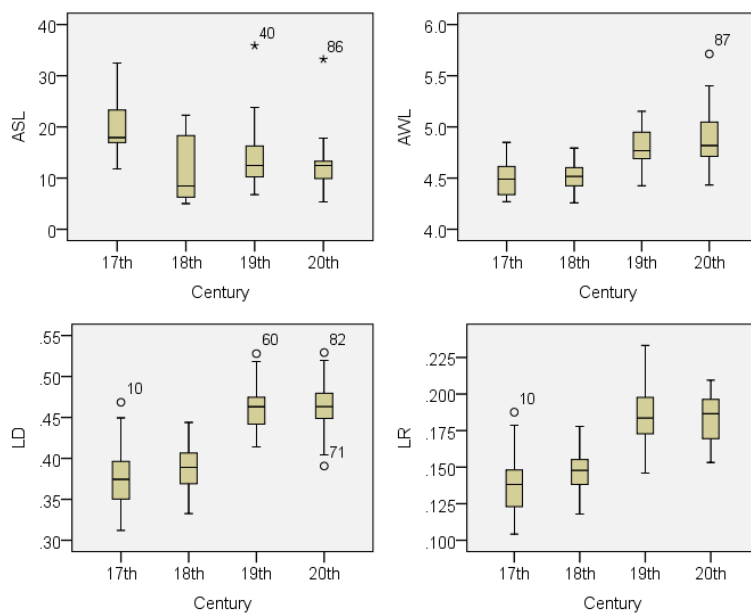 40
30
20
10
0
ASL
40
86
17th 18th 19th 20th
Century
6.0
5.5
5.0
4.5
4.0
AWL
87
17th 18th 19th 20th
Century
.55
.50
.45
.40
.35
.30
LD
10
60
82
71
17th 18th 19th 20th
Century
.225
.200
.175
.150
.125
.100
LR
10
17th 18th 19th 20th
Century